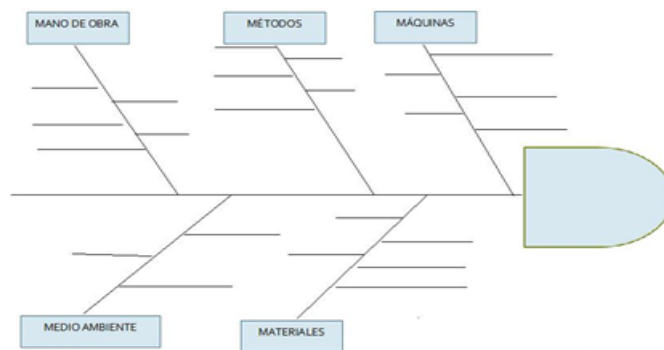 MANO DE OBRA
MÉTODOS
MÁQUINAS
MEDIO AMBIENTE
MATERIALES